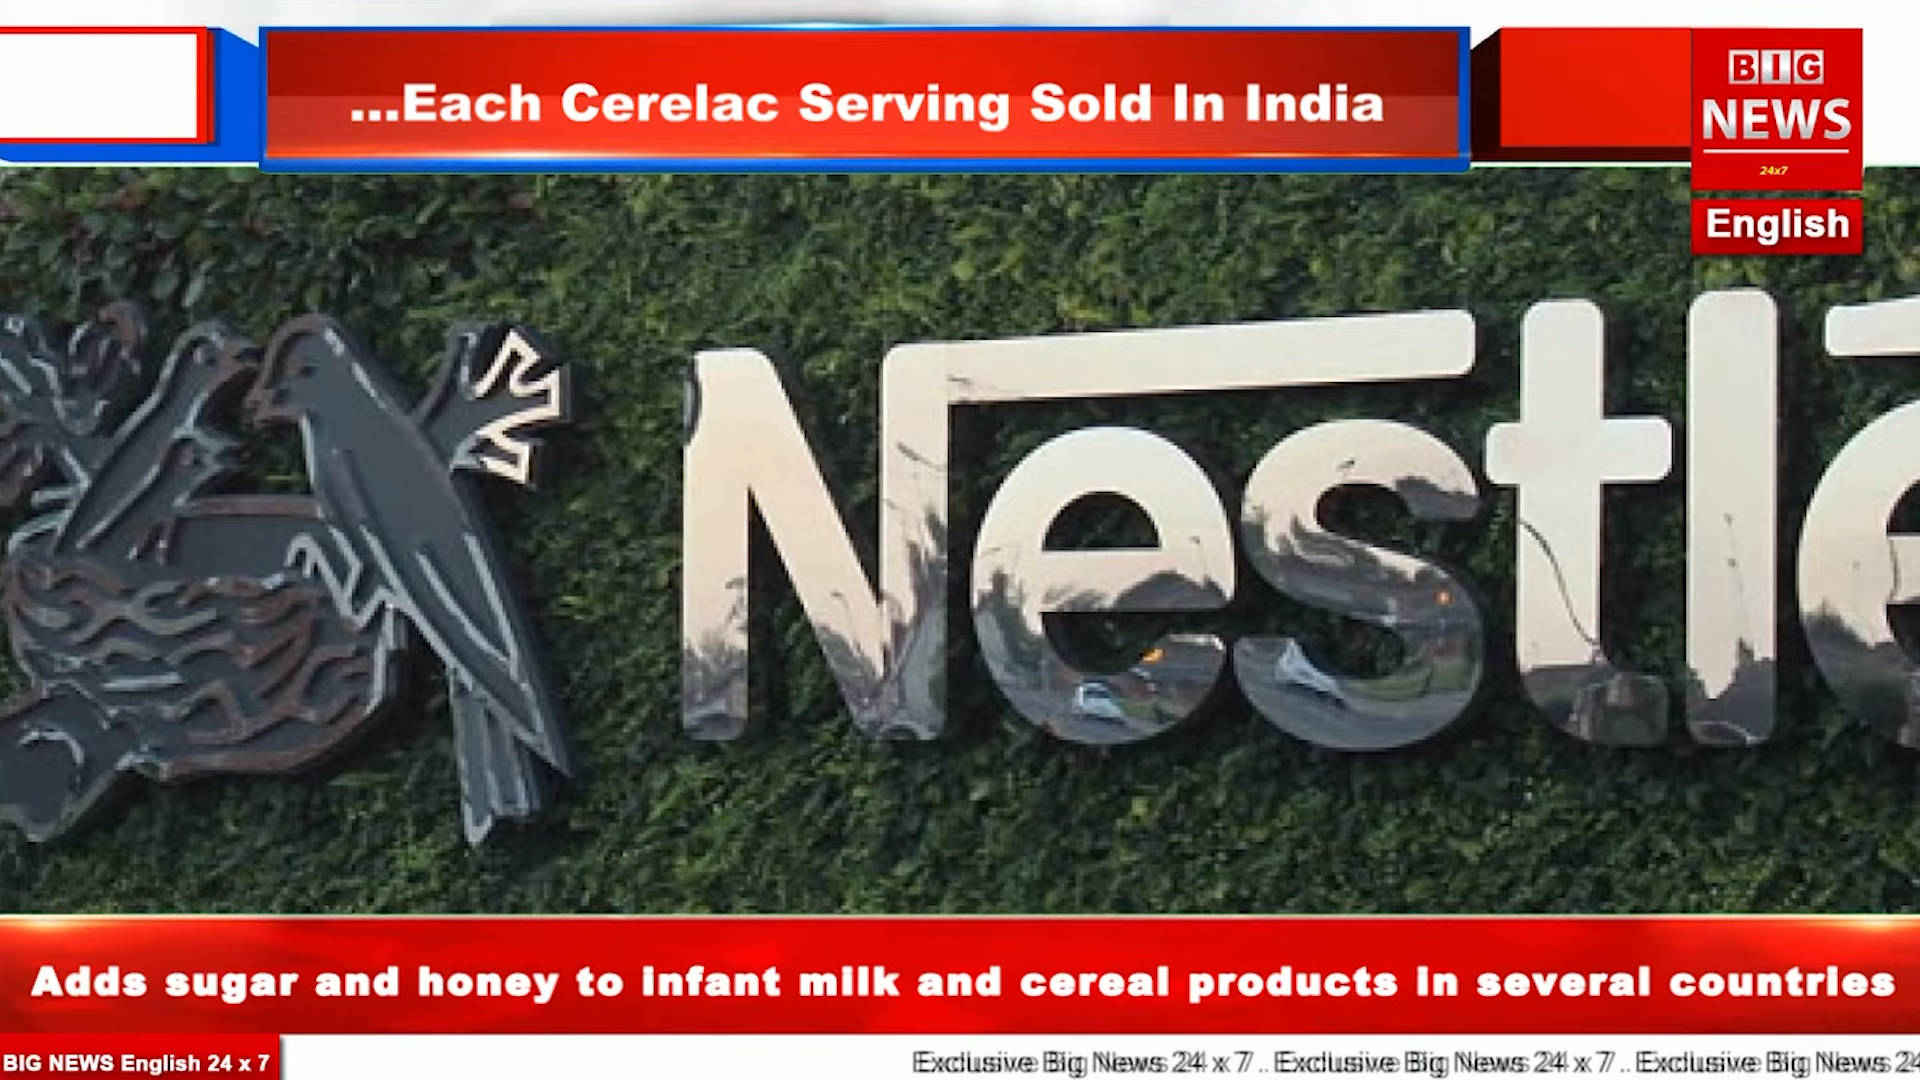 ...Each Cerelac Serving Sold In India
BIG
NEWS
24x7
English
Nestle
Adds sugar and honey to infant milk and cereal products in several countries
BIG NEWS English 24 x 7
Exclusive Big News 24 x 7 .. Exclusive Big News 24 x 7 .. Exclusive Big News 24